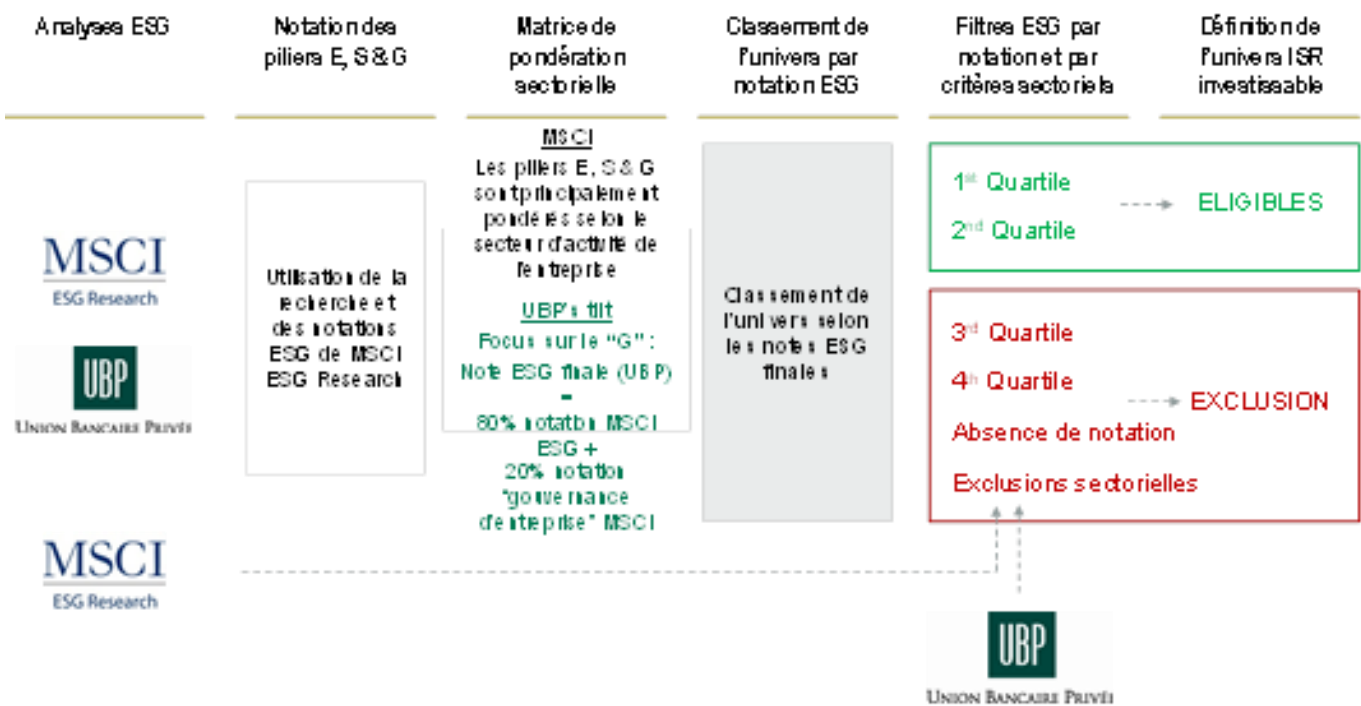 Analyses ESG
Notation des
piliers E, S & G
Matrice de
pondération
sectorielle
Classement de
l'univers par
notation ESG
Filtres ESG par
notation et par
critères sectoriels
Définition de
l'univers ISR
investissable
MSCI
ESG Research
UBP
UNION BANCAIRE PRIVÉE
Utilisation de la
recherche et
des notations
ESG de MSCI
ESG Research
MSCI
Les piliers E, S & G
sont principalement
pondérés selon le
secteur d'activité de
l'entreprise
UBP's tilt
Focus sur le "G" :
Note ESG finale (UBP)
=
80% notation MSCI
ESG +
20% notation
"gouvernance
d'entreprise" MSCI
Classement de
l'univers selon
les notes ESG
finales
1st Quartile
2nd Quartile
ELIGIBLES
3rd Quartile
4th Quartile
Absence de notation
Exclusions sectorielles
EXCLUSION
MSCI
ESG Research
UBP
UNION BANCAIRE PRIVÉE